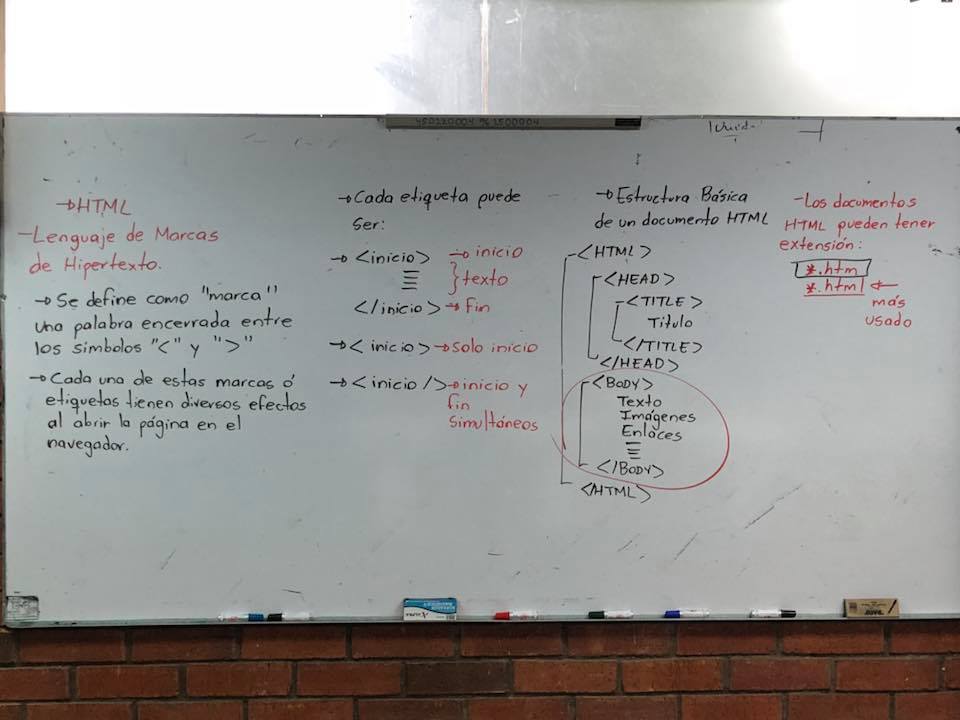 →HTML
-Lenguaje de Marcas
de Hipertexto.
→ Se define como "marca"
una palabra encerrada entre
los simbolos "<" y ">"
→ Cada una de estas marcas ó
etiquetas tienen diversos efectos
al abrir la página en el
navegador.
→Cada etiqueta puede
ser:
→ <inicio> → inicio
} texto
</inicio> → Fin
→ <inicio> → solo inicio
→ <inicio/> → inicio y
fin
simultáneos
→ Estructura Básica
de un documento HTML
<HTML>
<HEAD>
<TITLE>
Titulo
</TITLE>
</HEAD>
<BODY>
Texto
Imágenes
Enlaces
</BODY>
</HTML>
-Los documentos
HTML pueden tener
extensión:
*.htm
*.html ←
más
usado